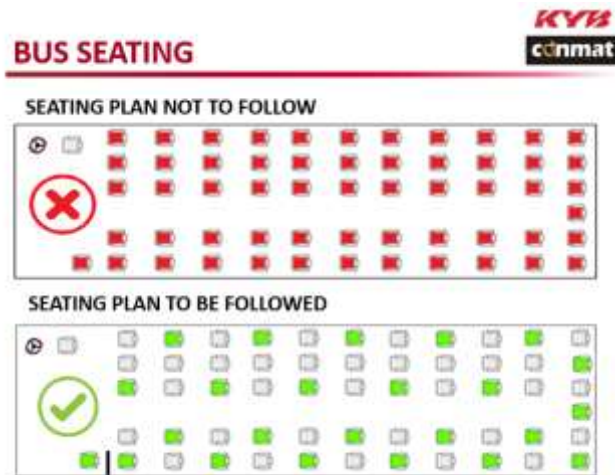 KYB
BUS SEATING
conmat
SEATING PLAN NOT TO FOLLOW
SEATING PLAN TO BE FOLLOWED